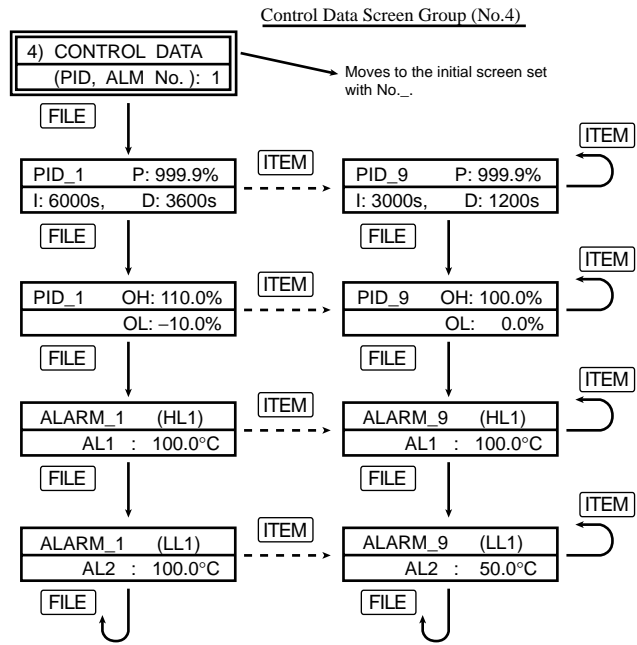 Control Data Screen Group (No.4)
4) CONTROL DATA
(PID, ALM No. ): 1
Moves to the initial screen set
with No._.
FILE
ITEM
ITEM
PID_1 P: 999.9%
I: 6000s, D: 3600s
PID_9 P: 999.9%
I: 3000s, D: 1200s
FILE
FILE
ITEM
ITEM
PID_1 OH: 110.0%
OL: –10.0%
PID_9 OH: 100.0%
OL: 0.0%
FILE
FILE
ITEM
ITEM
ALARM_1 (HL1)
AL1 : 100.0°C
ALARM_9 (HL1)
AL1 : 100.0°C
FILE
FILE
ITEM
ITEM
ALARM_1 (LL1)
AL2 : 100.0°C
ALARM_9 (LL1)
AL2 : 50.0°C
FILE
FILE